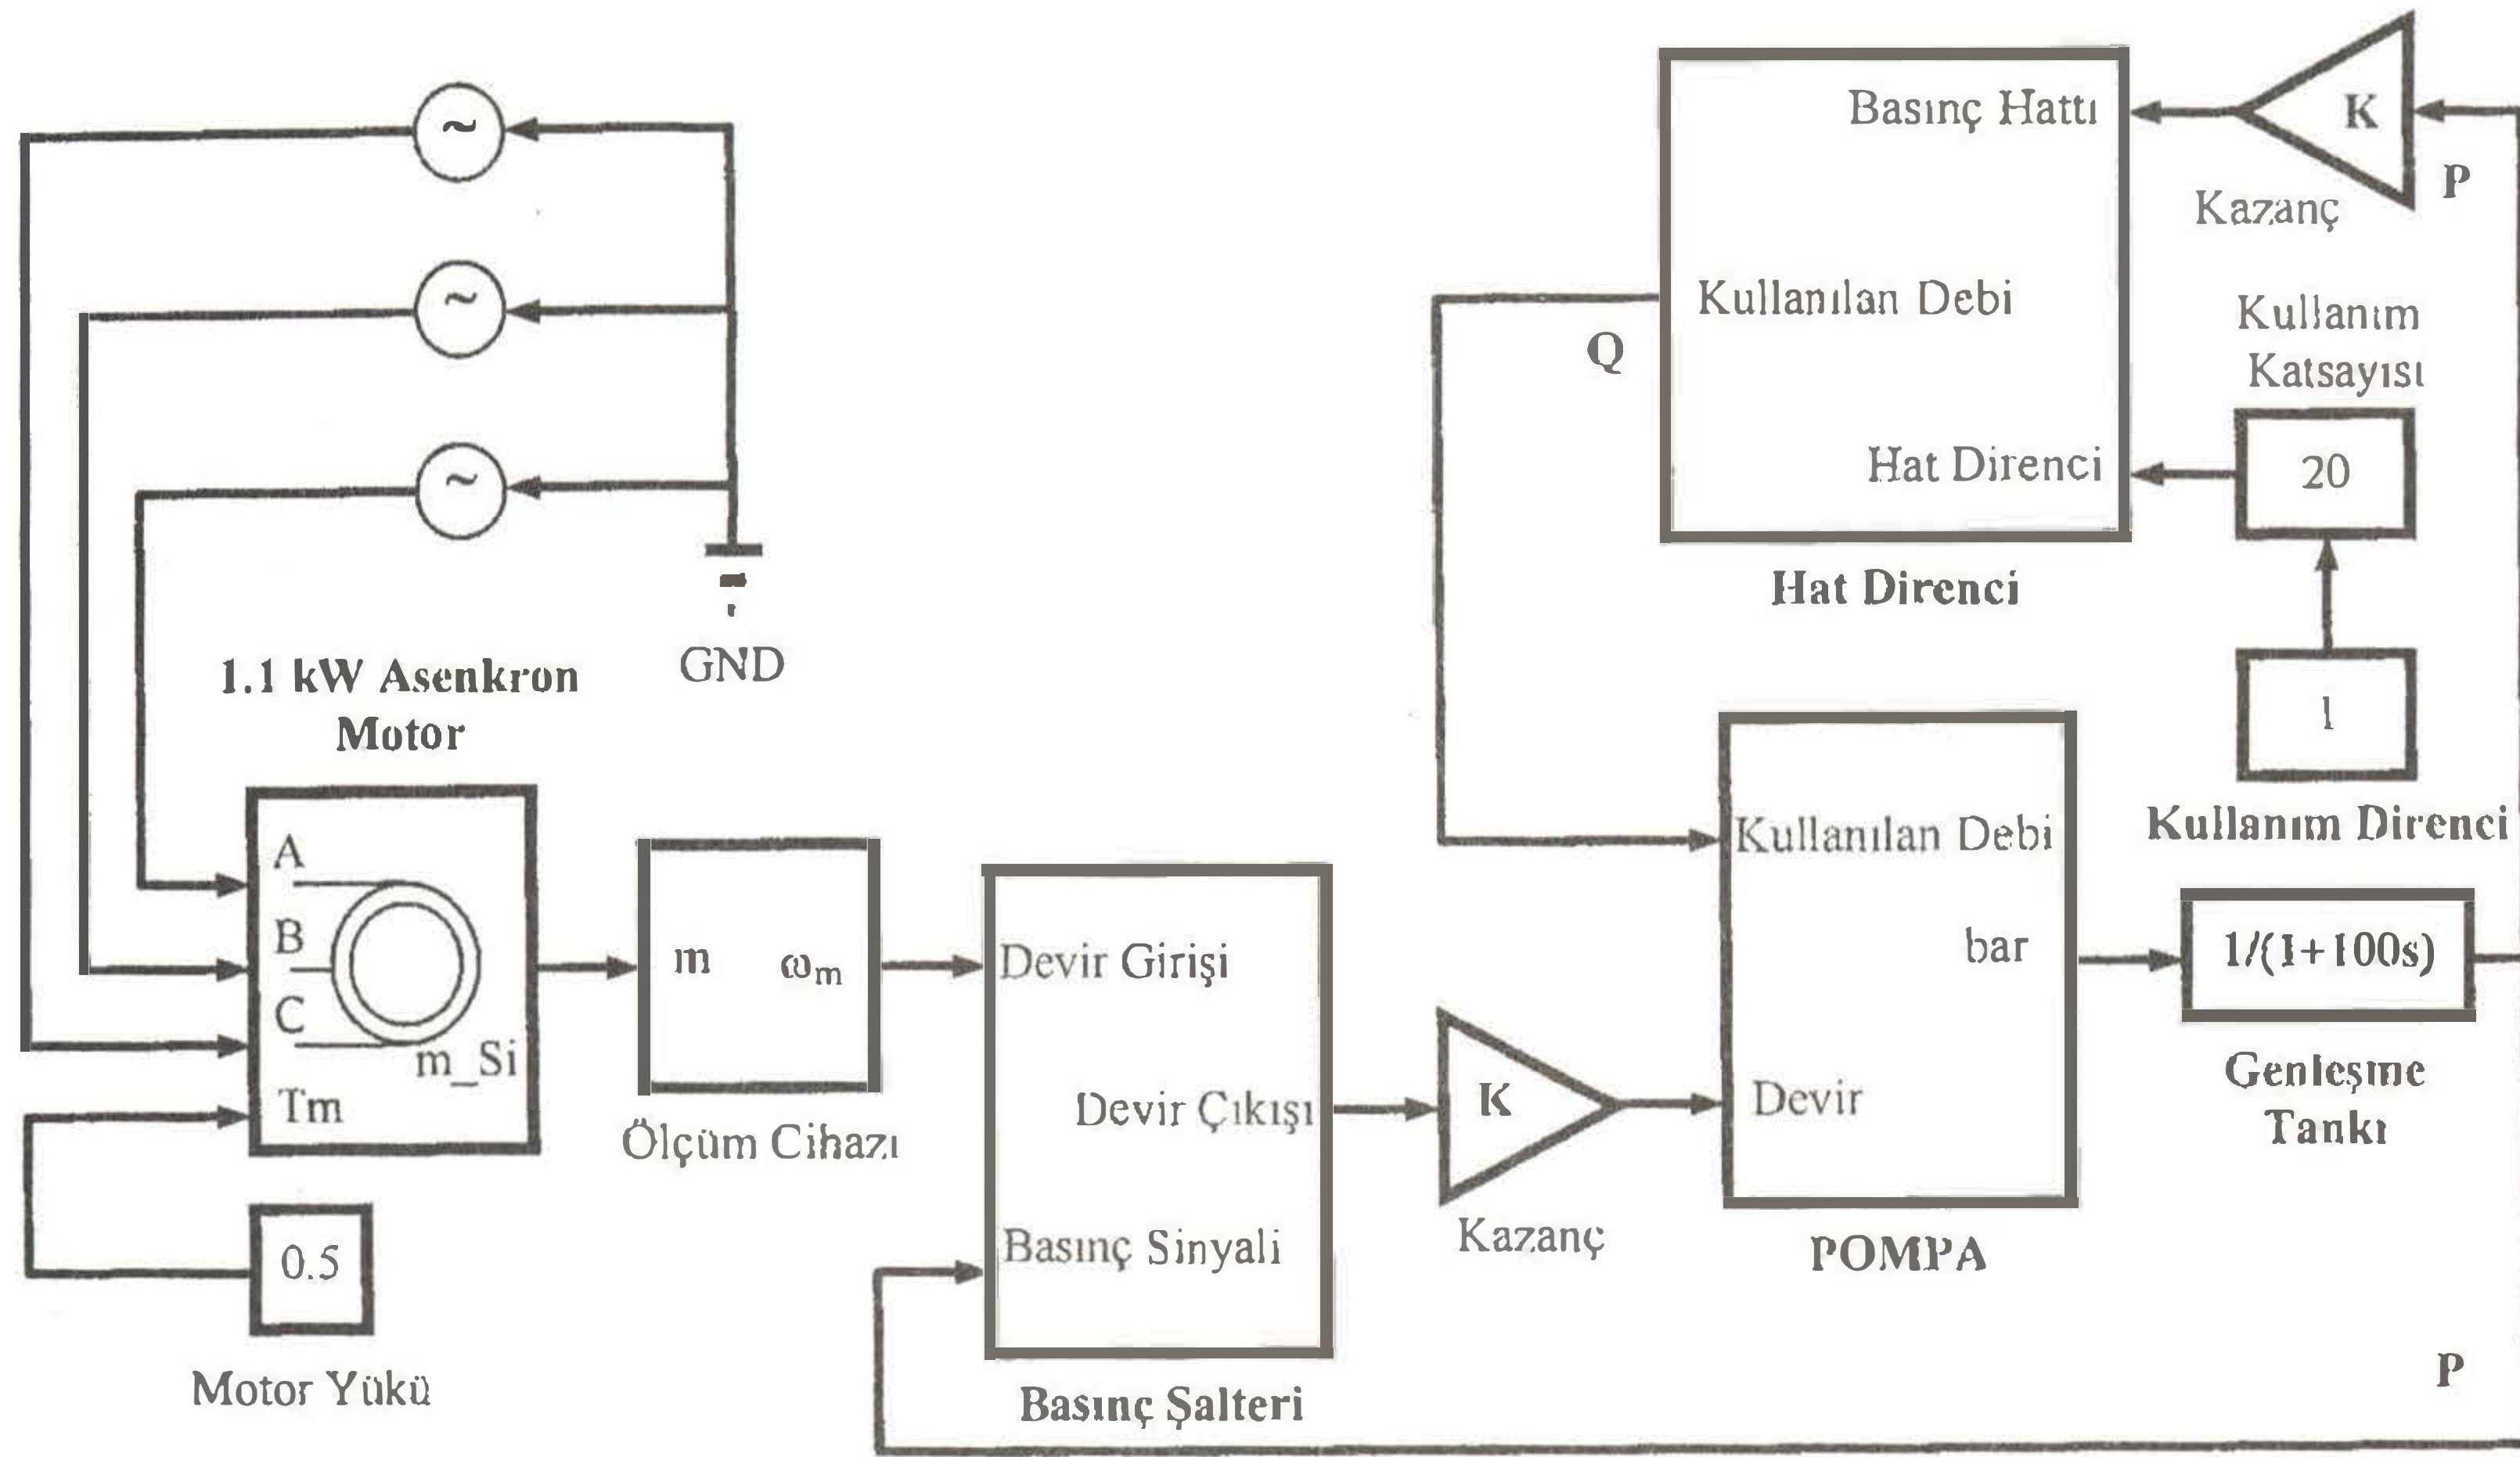 ~
~
~
GND
1.1 kW Asenkron
Motor
A
B
C
m_Si
Tm
0.5
Motor Yükü
m ωm
Ölçüm Cihazı
Devir Girişi
Devir Çıkışı
Basınç Sinyali
Basınç Şalteri
K
Kazanç
Basınç Hattı
Kullanılan Debi
Hat Direnci
Hat Direnci
Q
K
P
Kazanç
Kullanım
Katsayısı
20
1
Kullanım Direnci
Kullanılan Debi
bar
Devir
POMPA
1/(1+100s)
Genleşme
Tankı
P